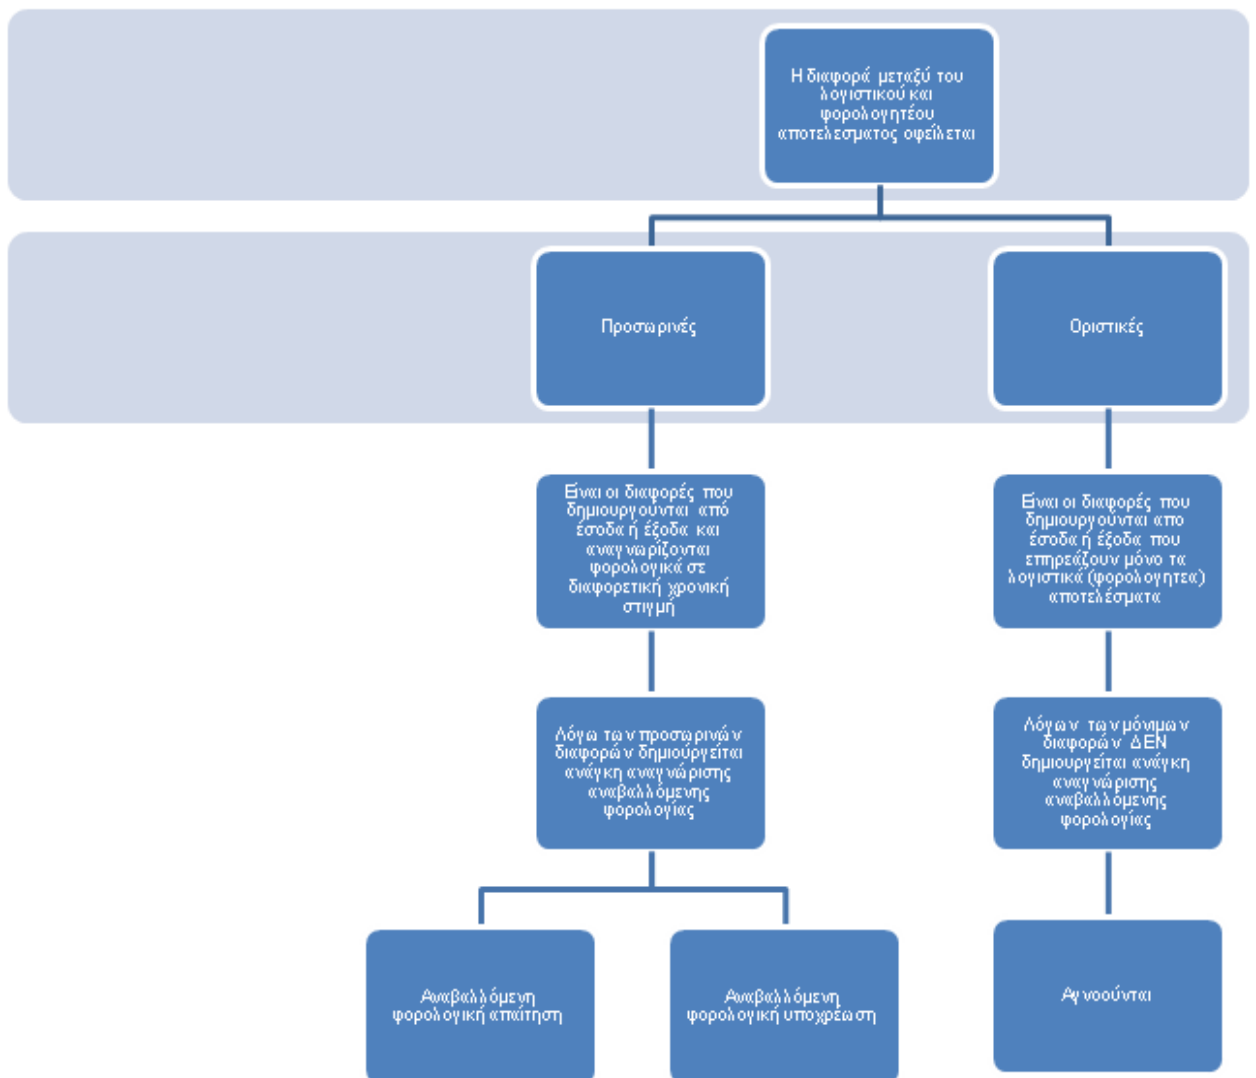 Η διαφορά μεταξύ του
λογιστικού και
φορολογητέου
αποτελεσματος οφείλεται
Προσωρινές
Οριστικές
Είναι οι διαφορές που
δημιουργούνται από
έσοδα ή έξοδα και
αναγνωρίζονται
φορολογικά σε
διαφορετική χρονική
στιγμή
Είναι οι διαφορές που
δημιουργούνται απο
έσοδα ή έξοδα που
επηρεάζουν μόνο τα
λογιστικά (φορολογητεα)
αποτελέσματα
Λόγω των προσωρινών
διαφορών δημιουργείται
ανάγκη αναγνώρισης
αναβαλλόμενης
φορολογίας
Λόγων των μόνιμων
διαφορών ΔΕΝ
δημιουργείται ανάγκη
αναγνώρισης
αναβαλλόμενης
φορολογίας
Αναβαλλόμενη
φορολογική απαίτηση
Αναβαλλόμενη
φορολογική υποχρέωση
Αγνοούνται